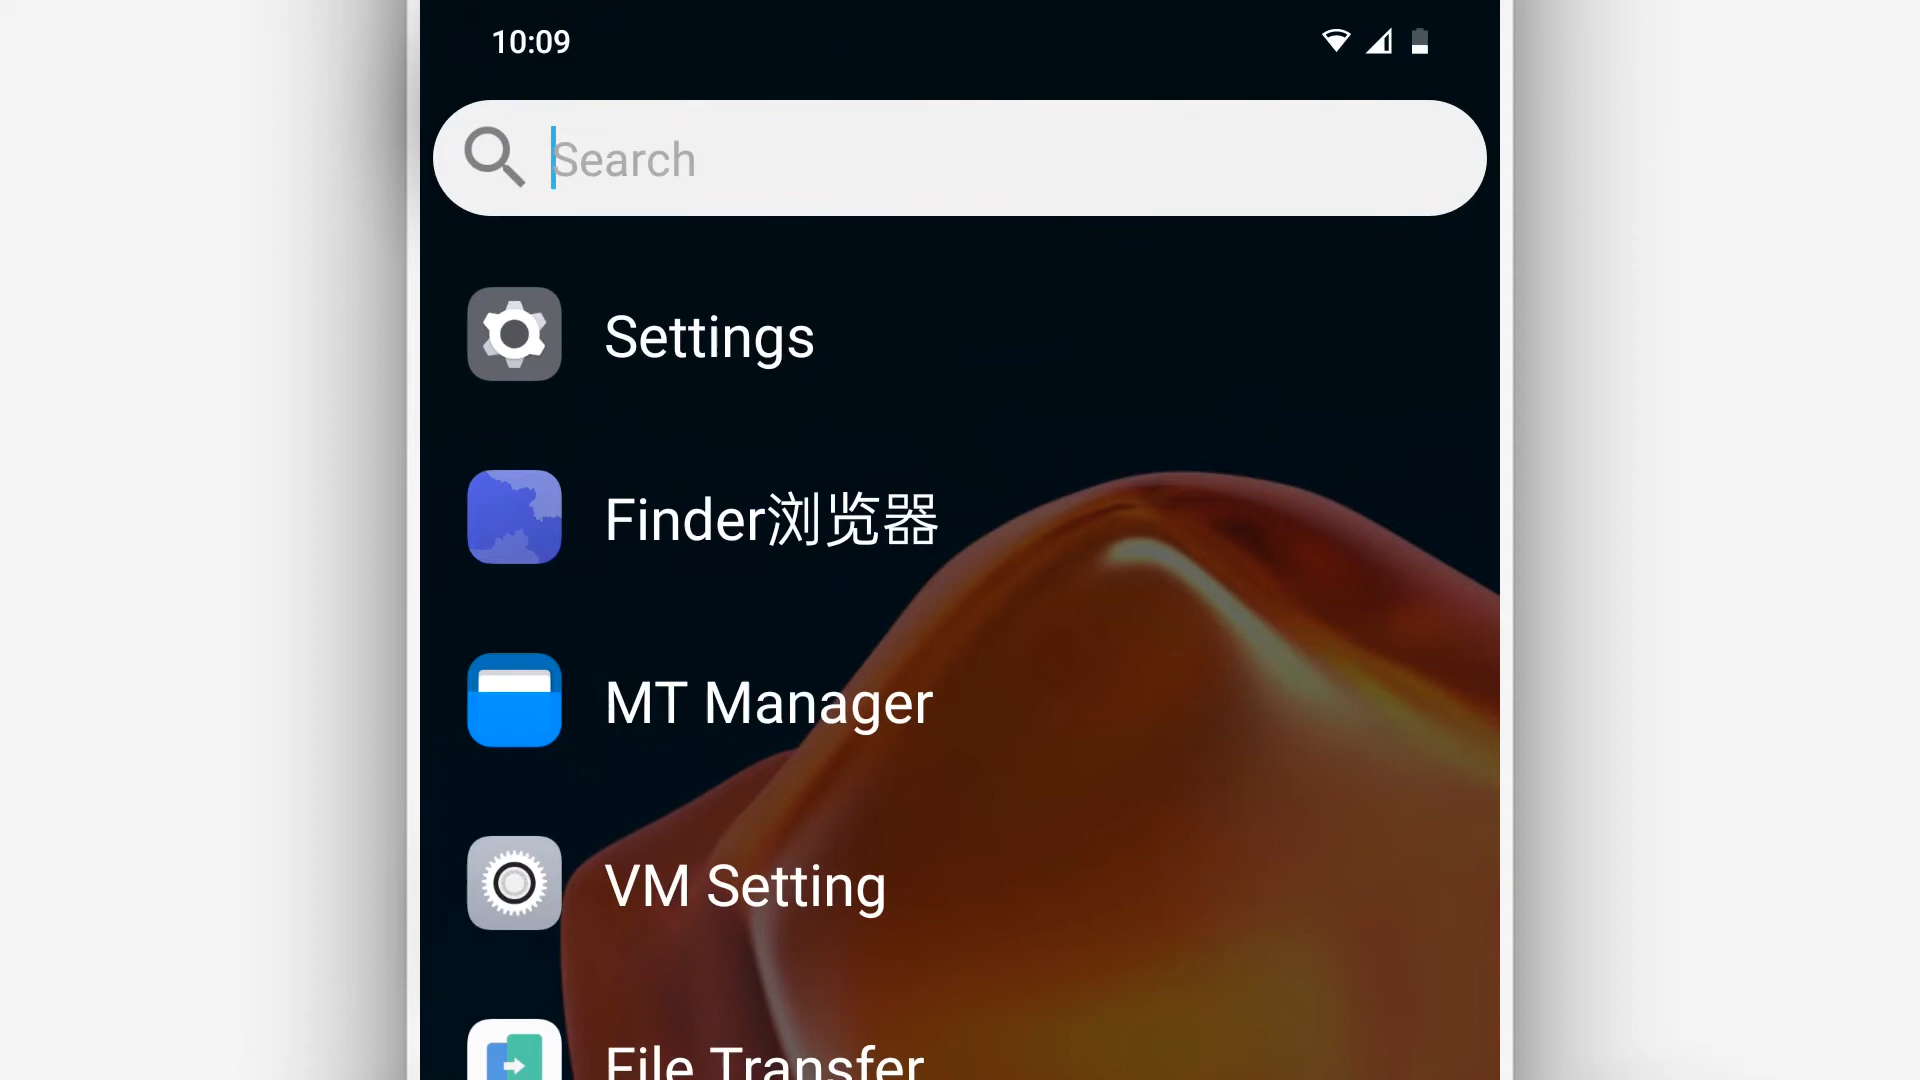 10:09
Search
Settings
Finder浏览器
MT Manager
VM Setting
File Transfer